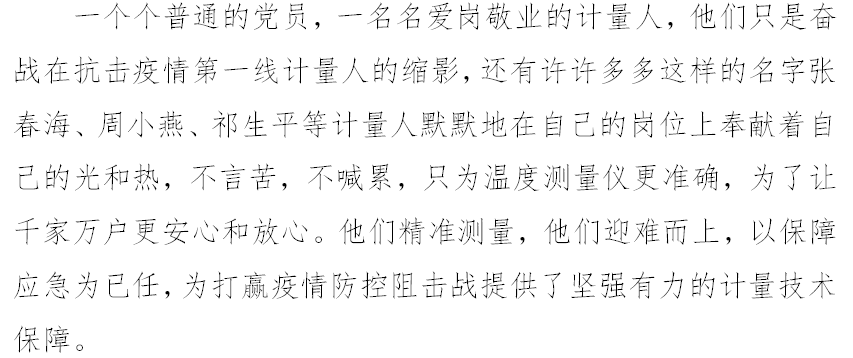 一个个普通的党员，一名名爱岗敬业的计量人，他们只是奋
战在抗击疫情第一线计量人的缩影，还有许许多多这样的名字张
春海、周小燕、祁生平等计量人默默地在自己的岗位上奉献着自
己的光和热，不言苦，不喊累，只为温度测量仪更准确，为了让
千家万户更安心和放心。他们精准测量，他们迎难而上，以保障
应急为已任，为打赢疫情防控阻击战提供了坚强有力的计量技术
保障。